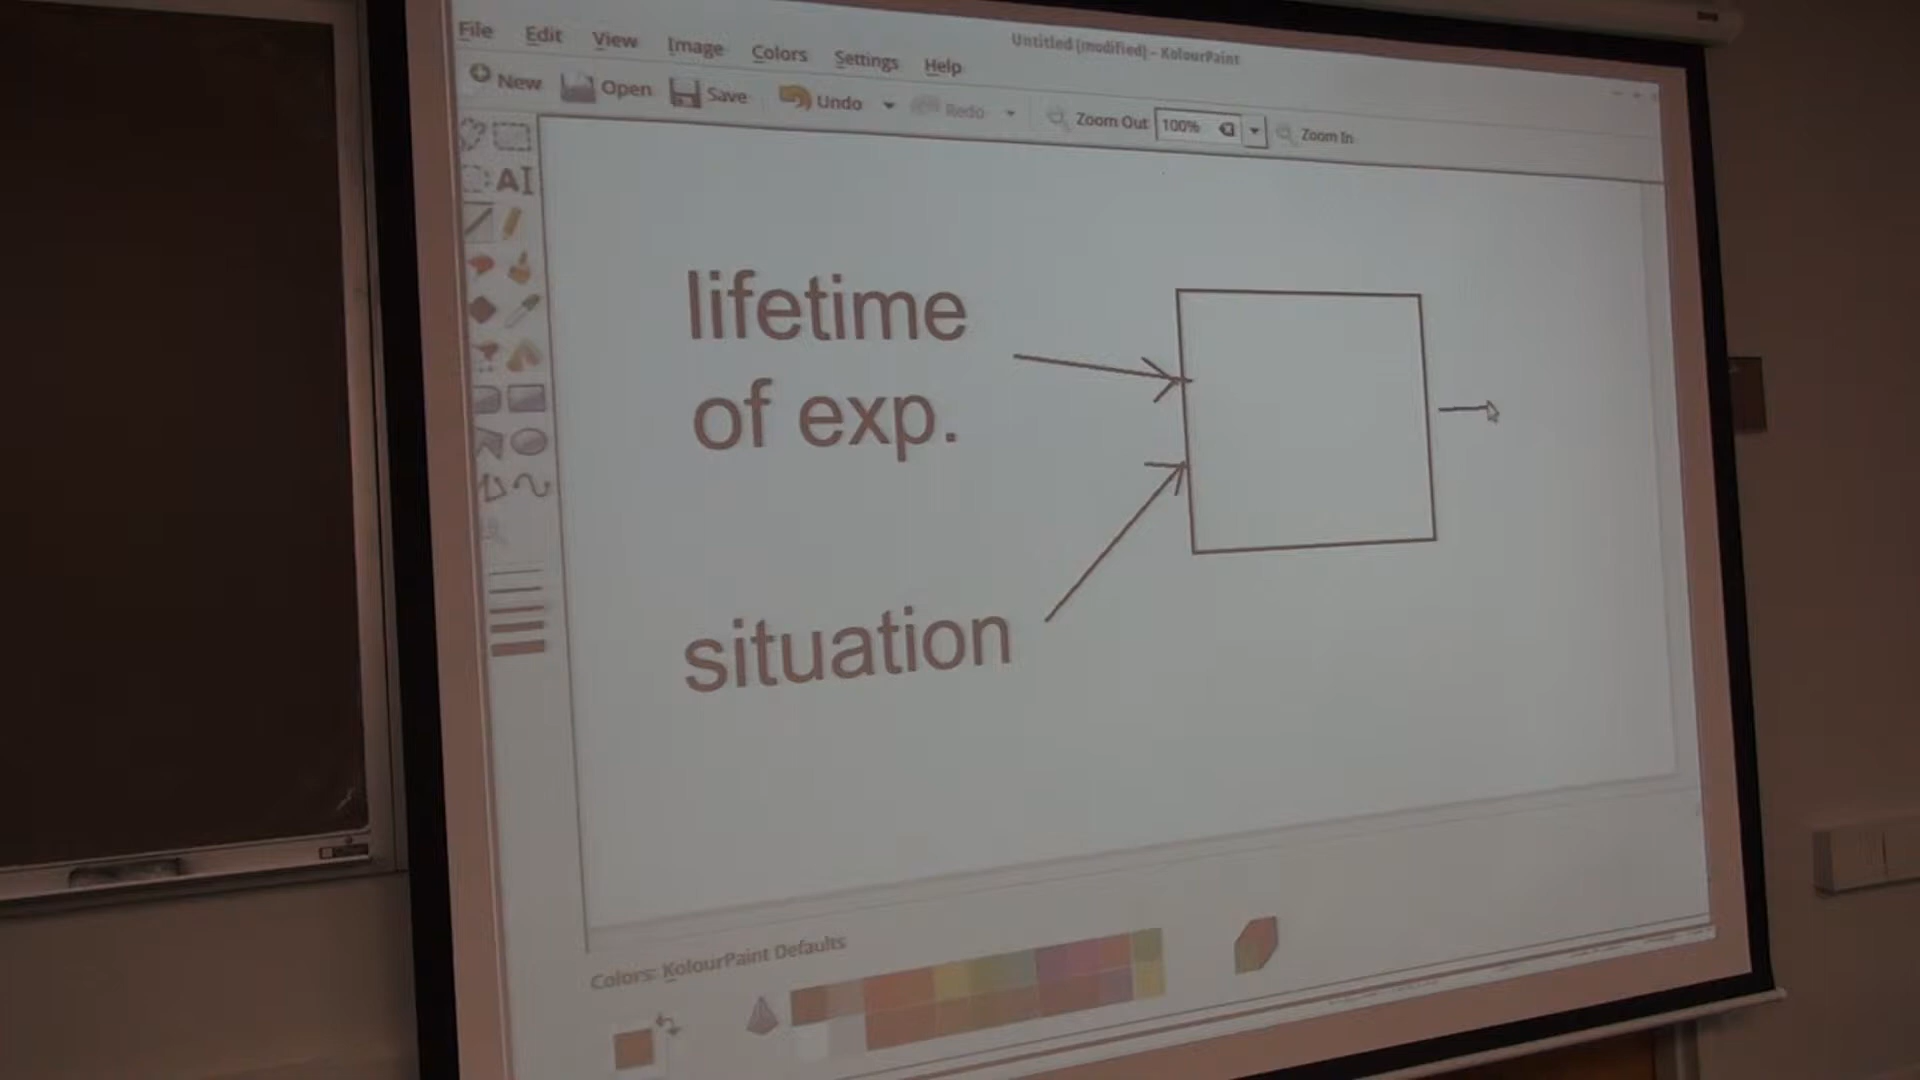 Untitled [modified] - KolourPaint
File Edit View Image Colors Settings Help
New Open Save Undo Redo Zoom Out 100% Zoom In
AI
lifetime
of exp.
situation
Colors: KolourPaint Defaults